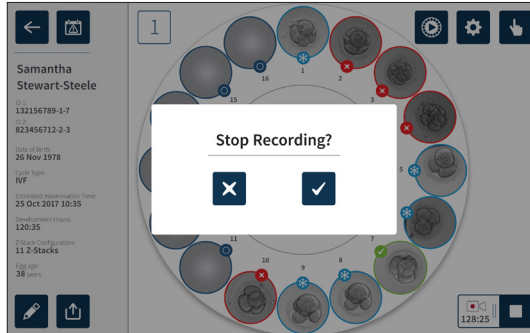 1
Samantha
Stewart-Steele
ID 1:
132156789-1-7
ID 2:
823456712-2-3
Date of Birth:
26 Nov 1978
Cycle Type:
IVF
Estimated Insemination Time:
25 Oct 2017 10:35
Development Hours:
120:35
Z-Stack Configuration:
11 Z-Stacks
Egg age:
38 years
16
1
2
15
3
Stop Recording?
5
11
7
10
9
8
128:25